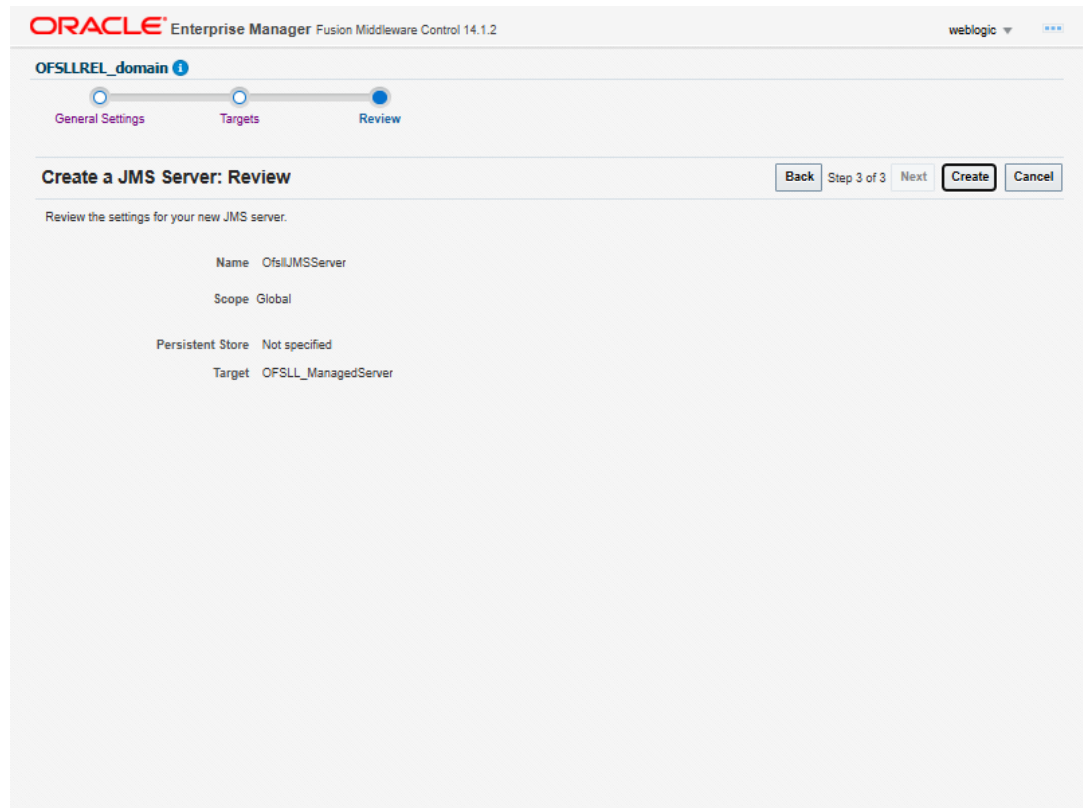 ORACLE Enterprise Manager Fusion Middleware Control 14.1.2 weblogic
OFSLLREL_domain
General Settings Targets Review
Create a JMS Server: Review Back Step 3 of 3 Next Create Cancel
Review the settings for your new JMS server.
Name OfsllJMSServer
Scope Global
Persistent Store Not specified
Target OFSLL_ManagedServer